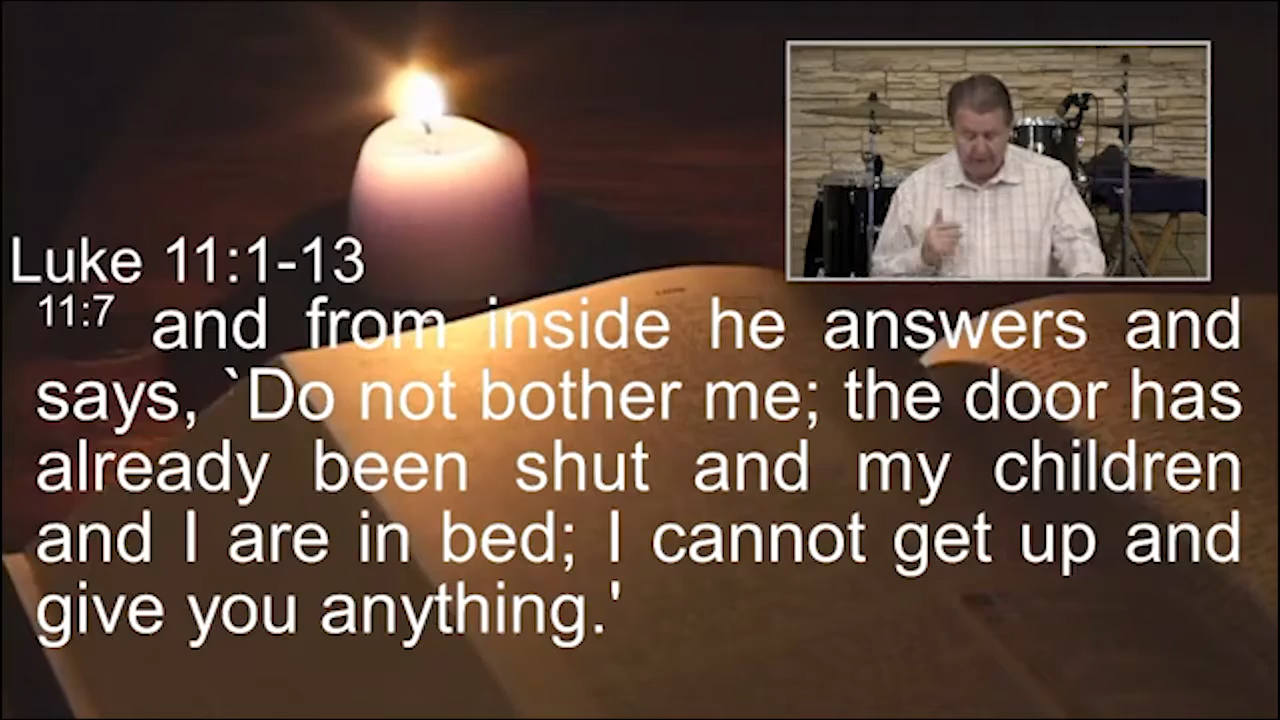 Luke 11:1-13
11:7 and from inside he answers and
says, `Do not bother me; the door has
already been shut and my children
and I are in bed; I cannot get up and
give you anything.'